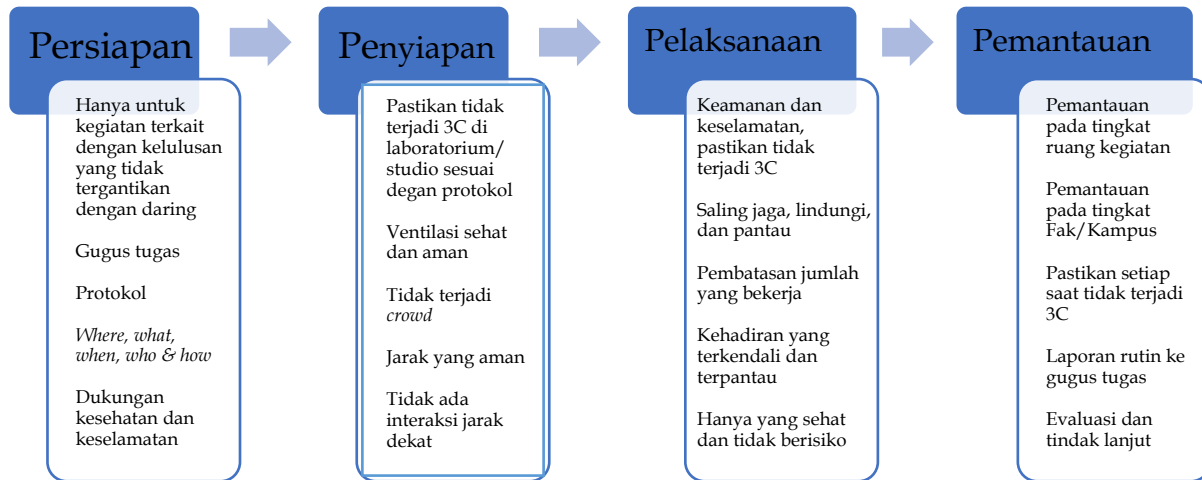 Persiapan
Hanya untuk
kegiatan terkait
dengan kelulusan
yang tidak
tergantikan
dengan daring
Gugus tugas
Protokol
Where, what,
when, who & how
Dukungan
kesehatan dan
keselamatan
Penyiapan
Pastikan tidak
terjadi 3C di
laboratorium/
studio sesuai
degan protokol
Ventilasi sehat
dan aman
Tidak terjadi
crowd
Jarak yang aman
Tidak ada
interaksi jarak
dekat
Pelaksanaan
Keamanan dan
keselamatan,
pastikan tidak
terjadi 3C
Saling jaga, lindungi,
dan pantau
Pembatasan jumlah
yang bekerja
Kehadiran yang
terkendali dan
terpantau
Hanya yang sehat
dan tidak berisiko
Pemantauan
Pemantauan
pada tingkat
ruang kegiatan
Pemantauan
pada tingkat
Fak/Kampus
Pastikan setiap
saat tidak terjadi
3C
Laporan rutin ke
gugus tugas
Evaluasi dan
tindak lanjut